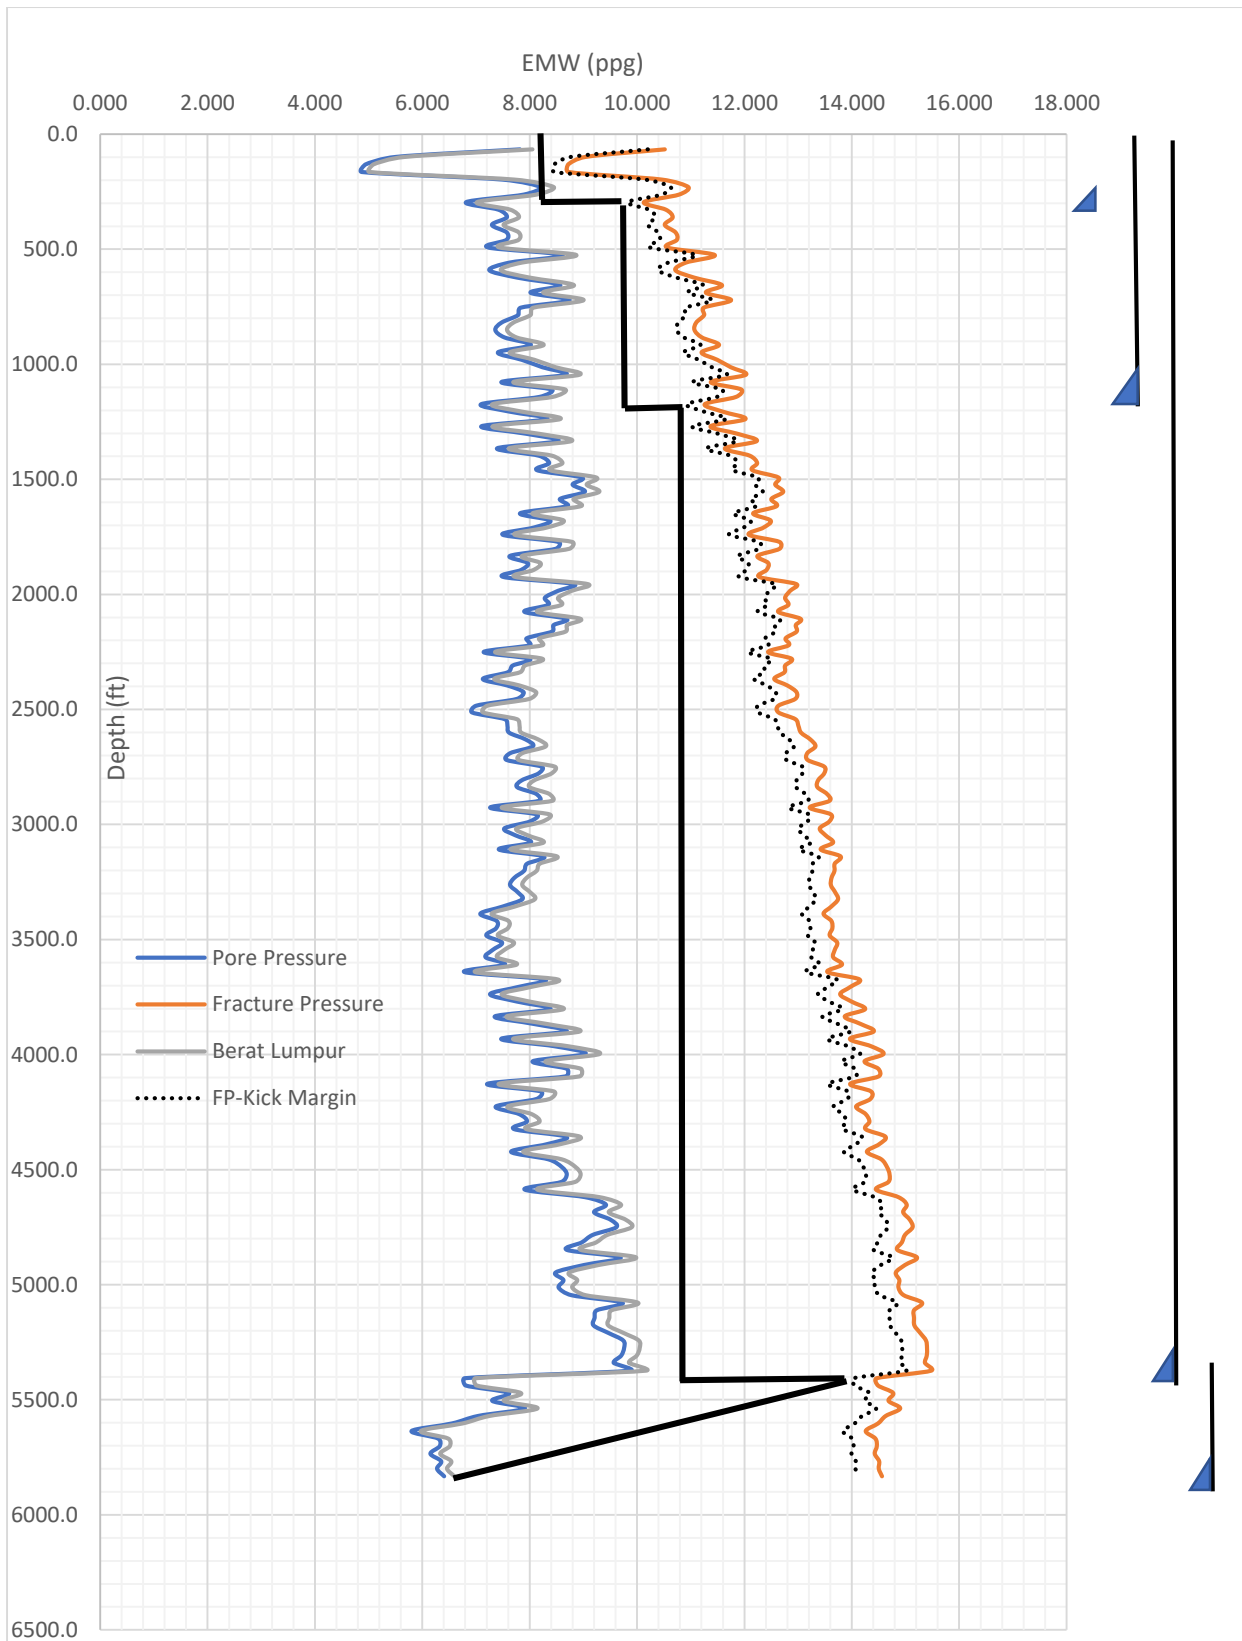 EMW (ppg)
0.000 2.000 4.000 6.000 8.000 10.000 12.000 14.000 16.000 18.000
0.0
500.0
1000.0
1500.0
2000.0
2500.0
Depth (ft)
3000.0
3500.0
Pore Pressure
Fracture Pressure
4000.0
Berat Lumpur
FP-Kick Margin
4500.0
5000.0
5500.0
6000.0
6500.0